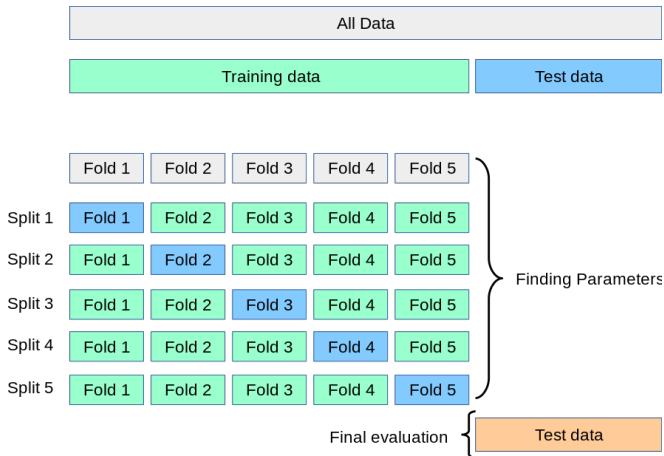 All Data
Training data Test data
Fold 1 Fold 2 Fold 3 Fold 4 Fold 5
Split 1 Fold 1 Fold 2 Fold 3 Fold 4 Fold 5
Split 2 Fold 1 Fold 2 Fold 3 Fold 4 Fold 5
Finding Parameters
Split 3 Fold 1 Fold 2 Fold 3 Fold 4 Fold 5
Split 4 Fold 1 Fold 2 Fold 3 Fold 4 Fold 5
Split 5 Fold 1 Fold 2 Fold 3 Fold 4 Fold 5
Final evaluation Test data